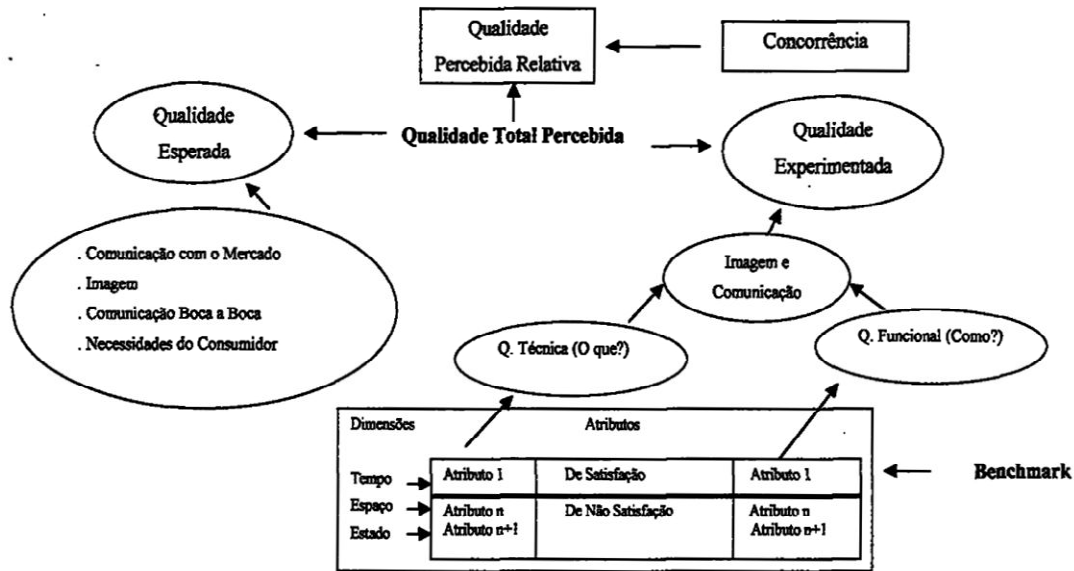 Qualidade
Percebida Relativa
Concorrência
Qualidade
Esperada
Qualidade Total Percebida
Qualidade
Experimentada
. Comunicação com o Mercado
. Imagem
. Comunicação Boca a Boca
. Necessidades do Consumidor
Imagem e
Comunicação
Q. Técnica (O que?)
Q. Funcional (Como?)
Dimensões Atributos
Tempo Atributo 1 De Satisfação Atributo 1
Espaço Atributo n De Não Satisfação Atributo n
Estado Atributo n+1 Atributo n+1
Benchmark